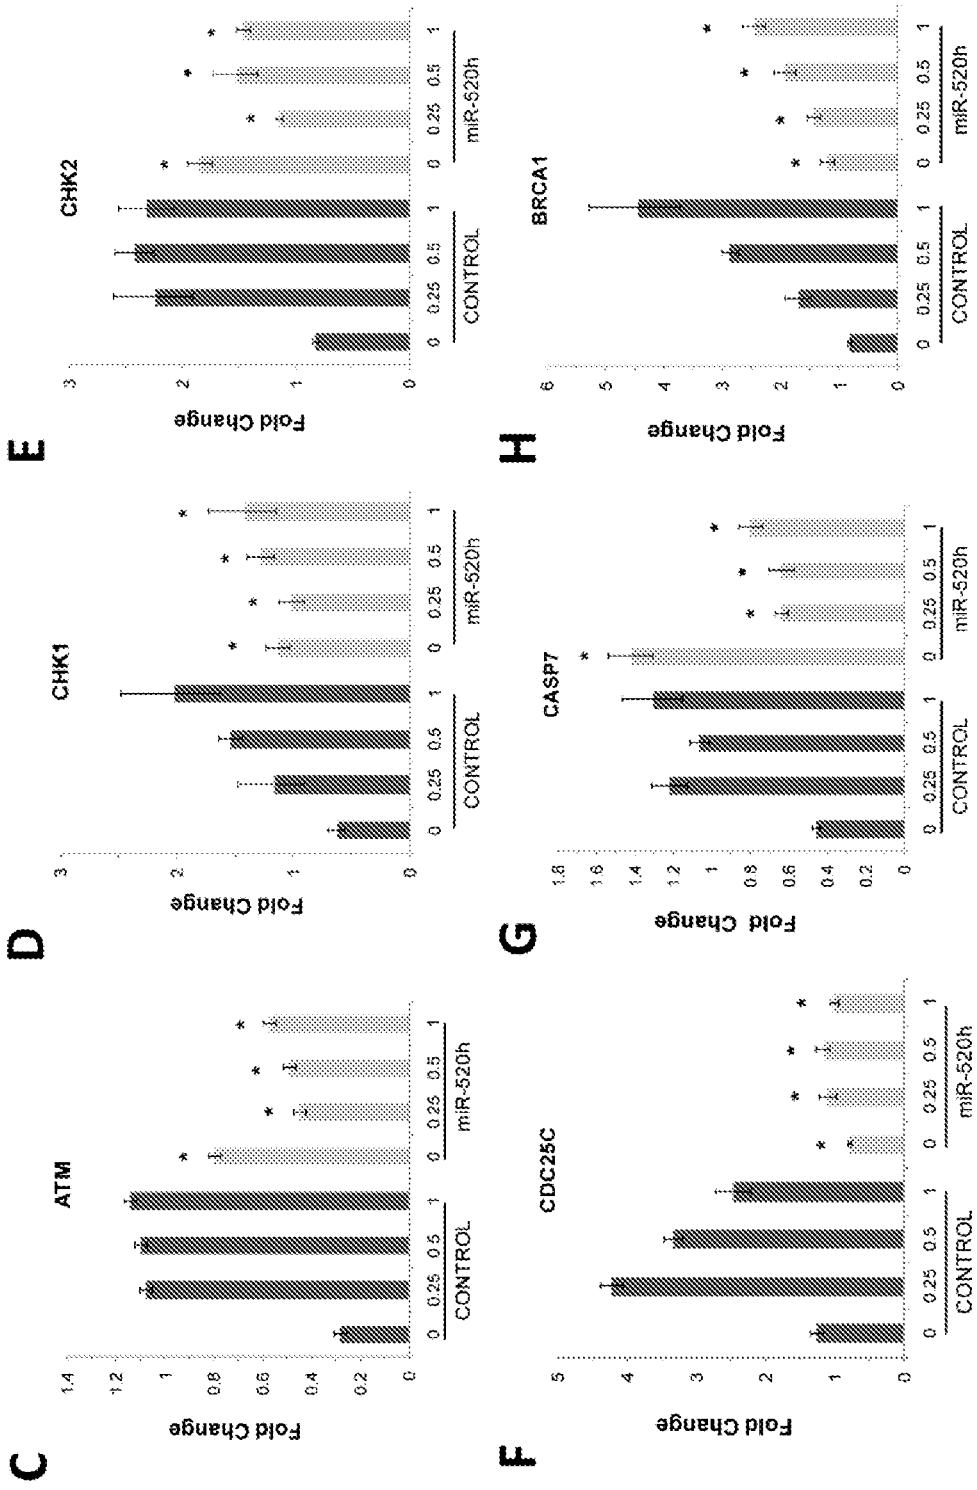 C
ATM
Fold Change
1.4
1.2
1
0.8
0.6
0.4
0.2
0
0 0.25 0.5 1 0 0.25 0.5 1
CONTROL miR-520h
* * * *
D
CHK1
Fold Change
3
2
1
0
0 0.25 0.5 1 0 0.25 0.5 1
CONTROL miR-520h
* * * *
E
CHK2
Fold Change
3
2
1
0
0 0.25 0.5 1 0 0.25 0.5 1
CONTROL miR-520h
* * * *
F
CDC25C
Fold Change
5
4
3
2
1
0
0 0.25 0.5 1 0 0.25 0.5 1
CONTROL miR-520h
* * * *
G
CASP7
Fold Change
1.8
1.6
1.4
1.2
1
0.8
0.6
0.4
0.2
0
0 0.25 0.5 1 0 0.25 0.5 1
CONTROL miR-520h
* * * *
H
BRCA1
Fold Change
6
5
4
3
2
1
0
0 0.25 0.5 1 0 0.25 0.5 1
CONTROL miR-520h
* * * *